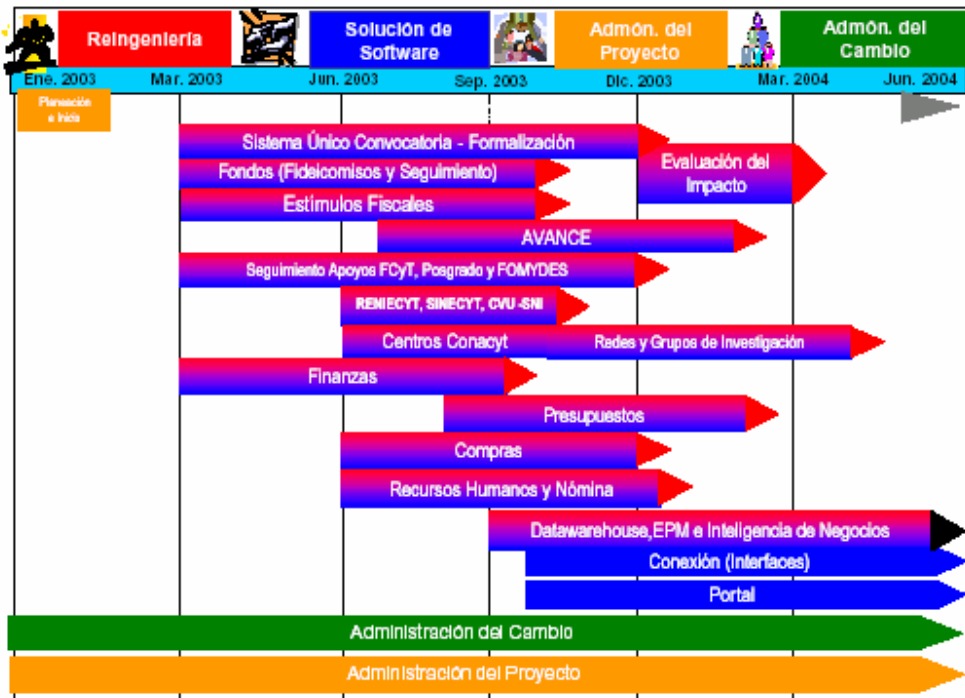 Reingeniería
Solución de
Software
Admón. del
Proyecto
Admón. del
Cambio
Ene. 2003
Mar. 2003
Jun. 2003
Sep. 2003
Dic. 2003
Mar. 2004
Jun. 2004
Planeación
e Inicio
Sistema Único Convocatoria - Formalización
Evaluación del
Impacto
Fondos (Fideicomisos y Seguimiento)
Estímulos Fiscales
AVANCE
Seguimiento Apoyos FCyT, Posgrado y FOMYDES
RENIECYT, SINECYT, CVU -SNI
Centros Conacyt
Redes y Grupos de Investigación
Finanzas
Presupuestos
Compras
Recursos Humanos y Nómina
Datawarehouse,EPM e Inteligencia de Negocios
Conexión (Interfaces)
Portal
Administración del Cambio
Administración del Proyecto